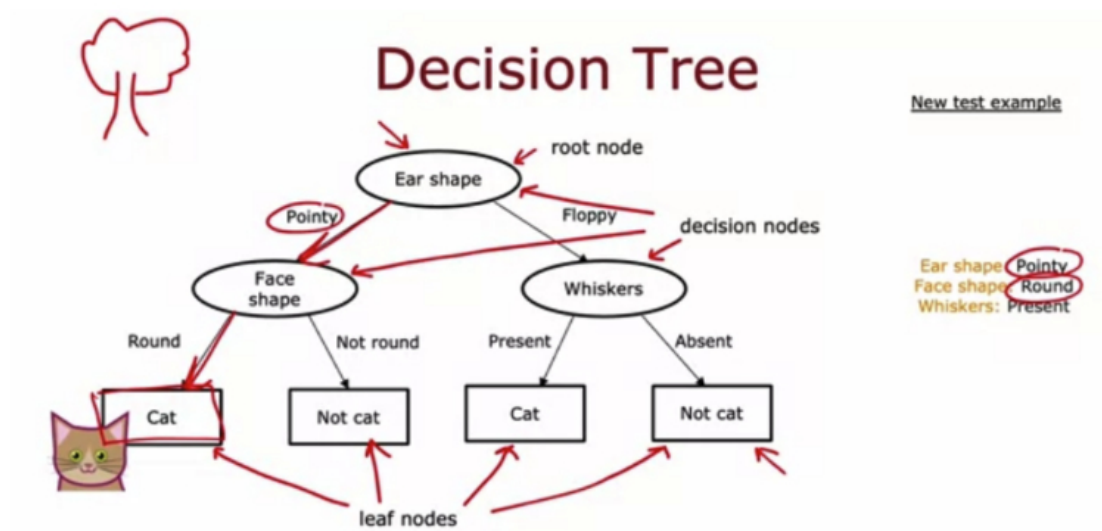 Decision Tree
New test example
root node
Ear shape
Pointy
Floppy
decision nodes
Face
shape
Whiskers
Ear shape: Pointy
Face shape: Round
Whiskers: Present
Round
Not round
Present
Absent
Cat
Not cat
Cat
Not cat
leaf nodes